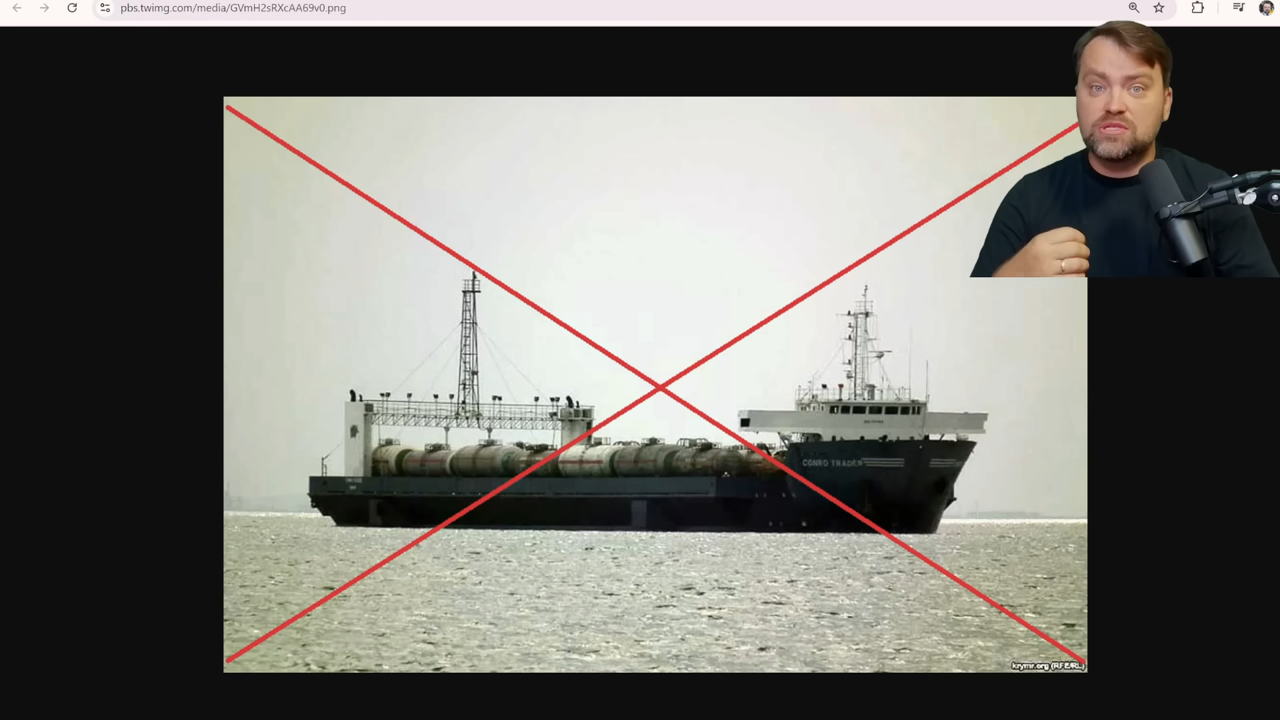 pbs.twimg.com/media/GVmH2sRXcAA69v0.png
CONRO TRADER
krymr.org (RFE/RL)